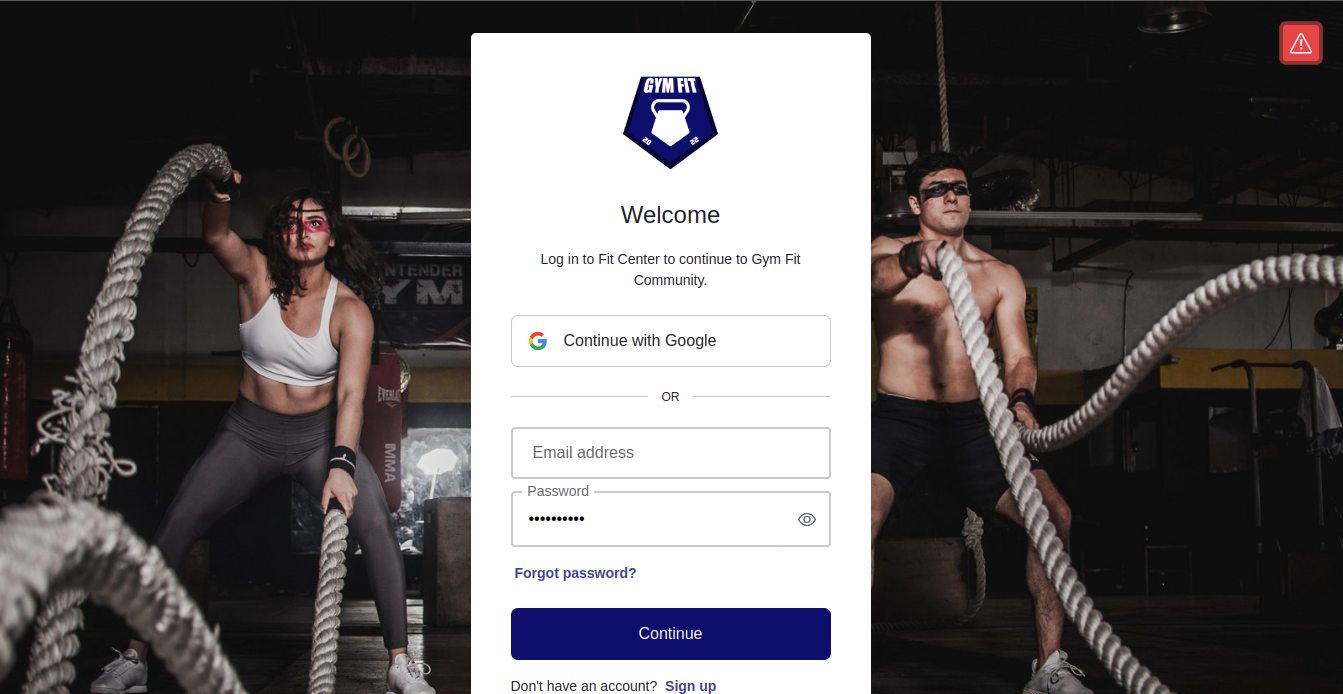 GYM FIT
20 22
Welcome
Log in to Fit Center to continue to Gym Fit
Community.
Continue with Google
OR
Email address
Password
••••••••••
Forgot password?
Continue
Don't have an account? Sign up
NTENDER
YM
EVERLAST
MMA